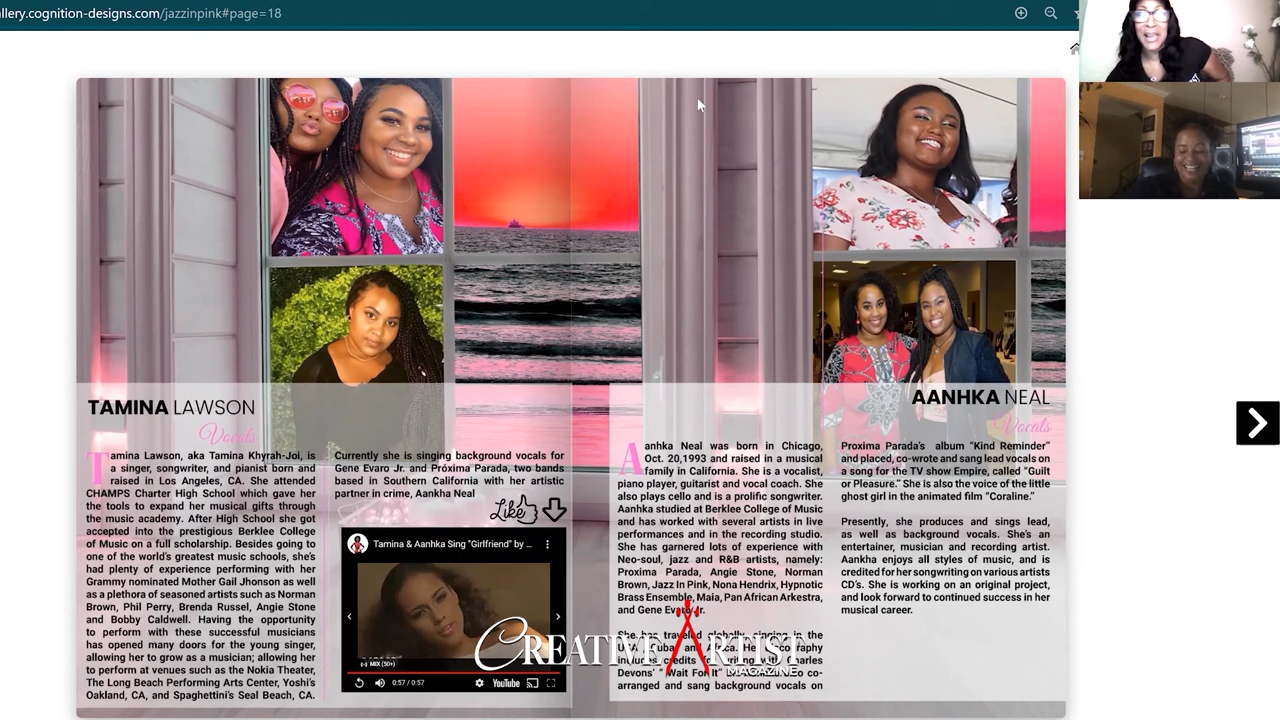 llery.cognition-designs.com/jazzinpink#page=18
TAMINA LAWSON
Vocals
Tamina Lawson, aka Tamina Khyrah-Joi, is
a singer, songwriter, and pianist born and
raised in Los Angeles, CA. She attended
CHAMPS Charter High School which gave her
the tools to expand her musical gifts through
the music academy. After High School she got
accepted into the prestigious Berklee College
of Music on a full scholarship. Besides going to
one of the world's greatest music schools, she's
had plenty of experience performing with her
Grammy nominated Mother Gail Jhonson as well
as a plethora of seasoned artists such as Norman
Brown, Phil Perry, Brenda Russel, Angie Stone
and Bobby Caldwell. Having the opportunity
to perform with these successful musicians
has opened many doors for the young singer,
allowing her to grow as a musician; allowing her
to perform at venues such as the Nokia Theater,
The Long Beach Performing Arts Center, Yoshi's
Oakland, CA, and Spaghettini's Seal Beach, CA.
Currently she is singing background vocals for
Gene Evaro Jr. and Próxima Parada, two bands
based in Southern California with her artistic
partner in crime, Aankha Neal
Like
Tamina & Aanhka Sing "Girlfriend" by ...
MIX (50+)
0:57 / 0:57
YouTube
AANHKA NEAL
Vocals
Aanhka Neal was born in Chicago,
Oct. 20,1993 and raised in a musical
family in California. She is a vocalist,
piano player, guitarist and vocal coach. She
also plays cello and is a prolific songwriter.
Aanhka studied at Berklee College of Music
and has worked with several artists in live
performances and in the recording studio.
She has garnered lots of experience with
Neo-soul, jazz and R&B artists, namely:
Proxima Parada, Angie Stone, Norman
Brown, Jazz In Pink, Nona Hendrix, Hypnotic
Brass Ensemble, Maia, Pan African Arkestra,
and Gene Evaro Jr.
She has traveled globally singing in the
Devons' "Wait For It"
arranged and sang background vocals on
Proxima Parada's album "Kind Reminder"
and placed, co-wrote and sang lead vocals on
a song for the TV show Empire, called "Guilt
or Pleasure." She is also the voice of the little
ghost girl in the animated film "Coraline."
Presently, she produces and sings lead,
as well as background vocals. She's an
entertainer, musician and recording artist.
Aankha enjoys all styles of music, and is
credited for her songwriting on various artists
CD's. She is working on an original project,
and look forward to continued success in her
musical career.
CREATIVE ARTIST
MAGAZINE